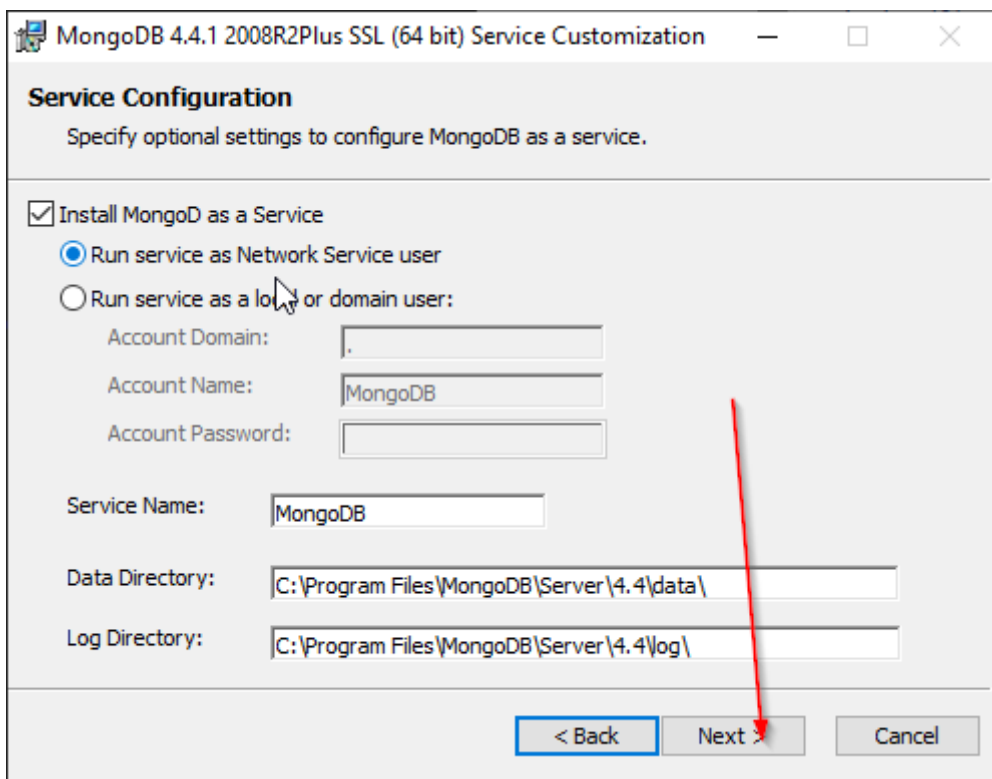 MongoDB 4.4.1 2008R2Plus SSL (64 bit) Service Customization
Service Configuration
Specify optional settings to configure MongoDB as a service.
Install MongoD as a Service
Run service as Network Service user
Run service as a local or domain user:
Account Domain: .
Account Name: MongoDB
Account Password:
Service Name: MongoDB
Data Directory: C:\Program Files\MongoDB\Server\4.4\data\
Log Directory: C:\Program Files\MongoDB\Server\4.4\log\
< Back Next > Cancel